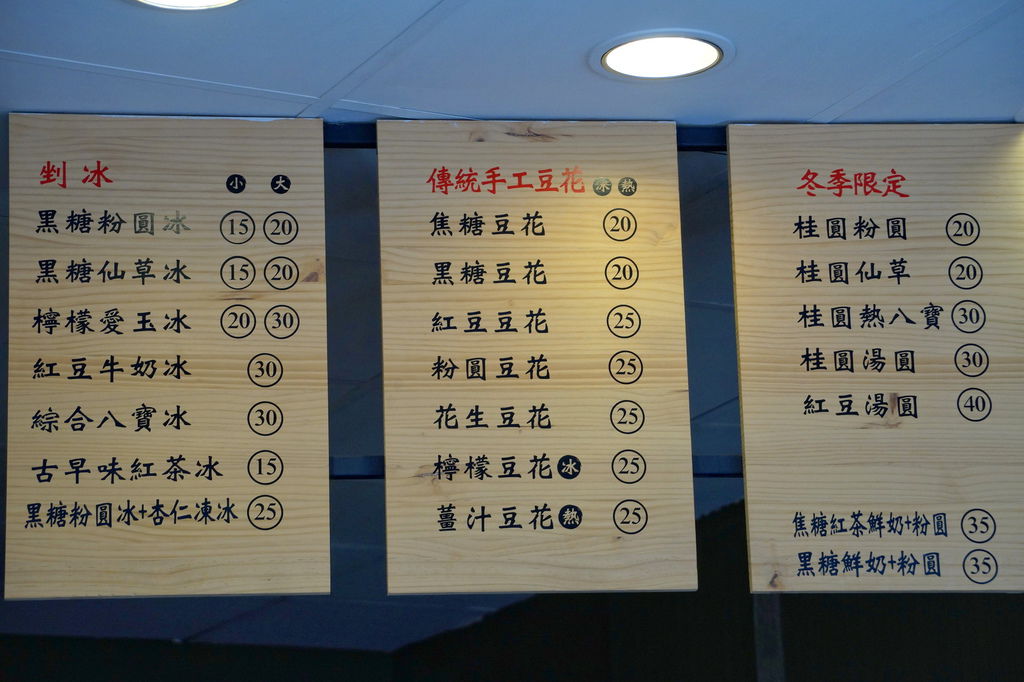 剉冰 小 大
黑糖粉圓冰 15 20
黑糖仙草冰 15 20
檸檬愛玉冰 20 30
紅豆牛奶冰 30
綜合八寶冰 30
古早味紅茶冰 15
黑糖粉圓冰+杏仁凍冰 25
傳統手工豆花 冰 熱
焦糖豆花 20
黑糖豆花 20
紅豆豆花 25
粉圓豆花 25
花生豆花 25
檸檬豆花 冰 25
薑汁豆花 熱 25
冬季限定
桂圓粉圓 20
桂圓仙草 20
桂圓熱八寶 30
桂圓湯圓 30
紅豆湯圓 40
焦糖紅茶鮮奶+粉圓 35
黑糖鮮奶+粉圓 35